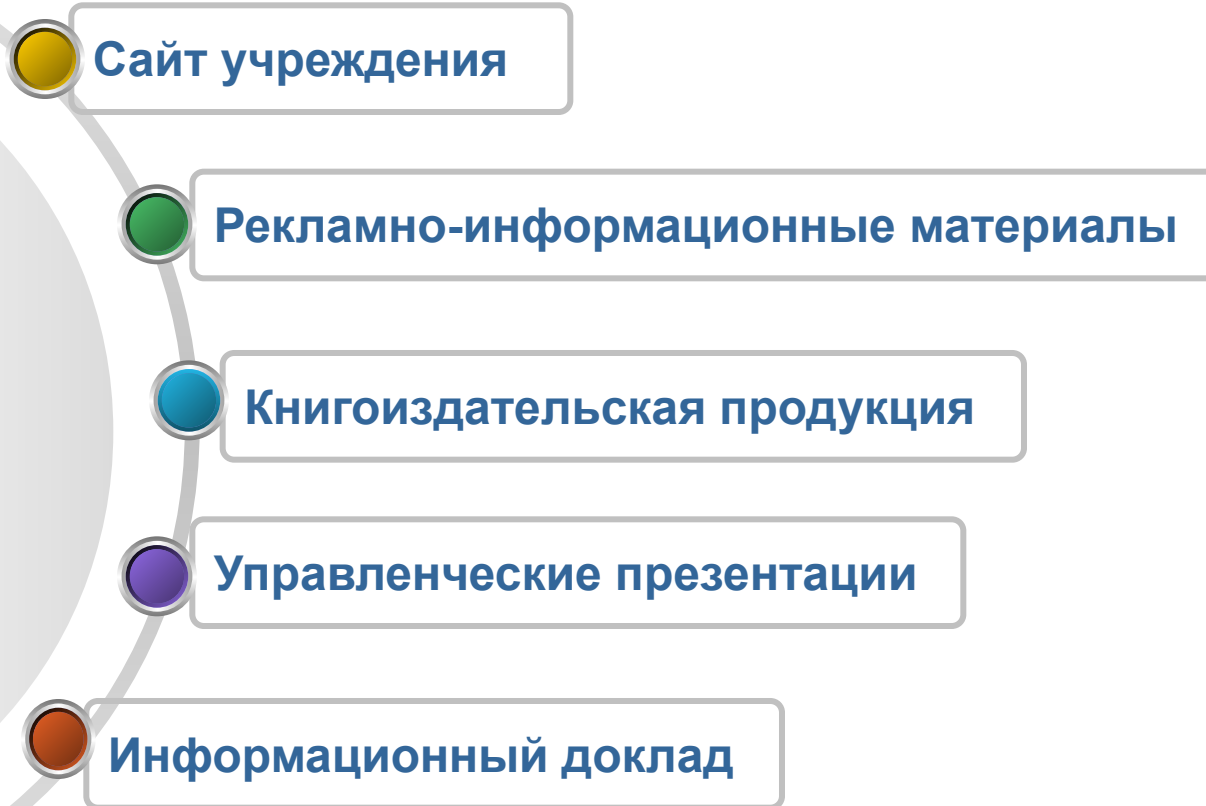 Сайт учреждения
Рекламно-информационные материалы
Книгоиздательская продукция
Управленческие презентации
Информационный доклад